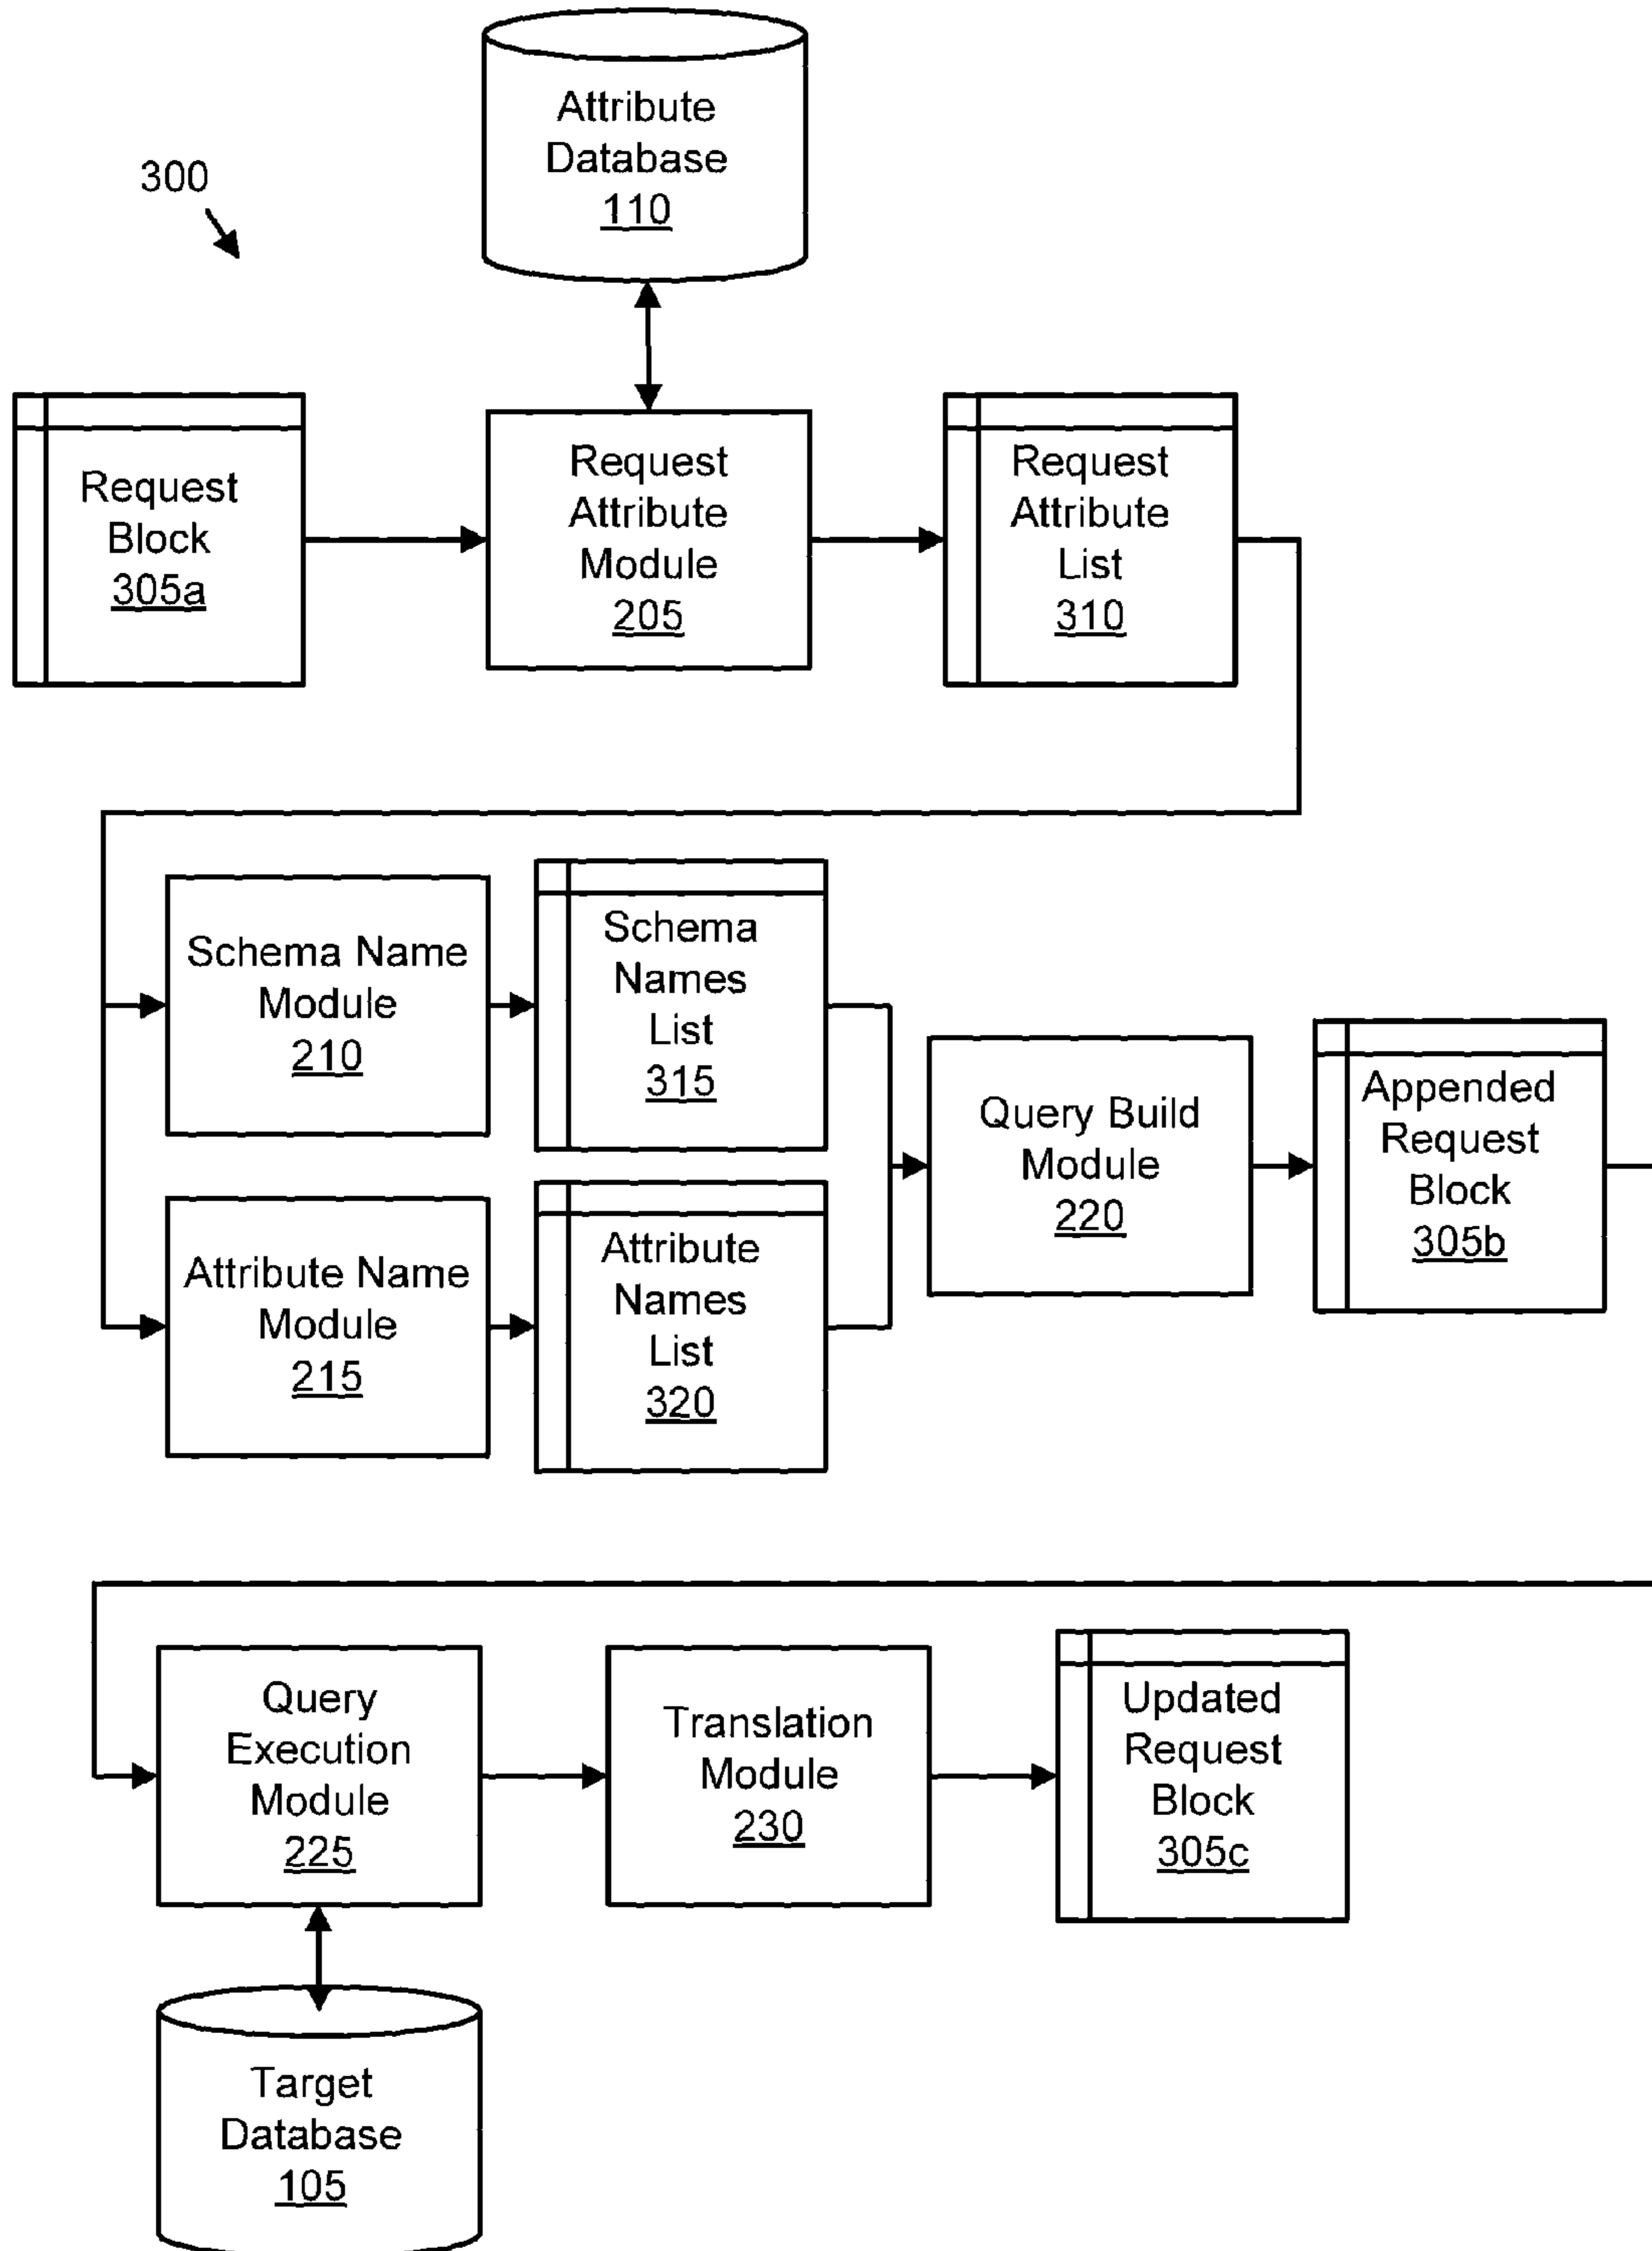 Attribute
Database
110
300
Request
Block
305a
Request
Attribute
Module
205
Request
Attribute
List
310
Schema Name
Module
210
Schema
Names
List
315
Attribute Name
Module
215
Attribute
Names
List
320
Query Build
Module
220
Appended
Request
Block
305b
Query
Execution
Module
225
Translation
Module
230
Updated
Request
Block
305c
Target
Database
105